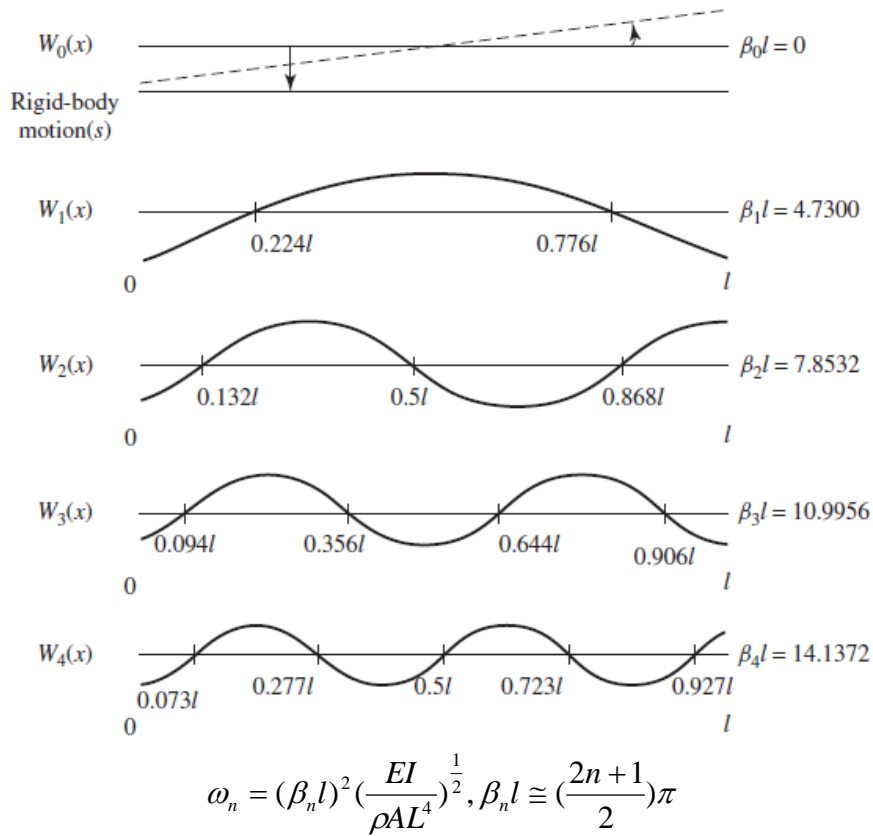 W₀(x) β₀l = 0
Rigid-body
motion(s)
W₁(x) β₁l = 4.7300
0.224l 0.776l
0 l
W₂(x) β₂l = 7.8532
0.132l 0.5l 0.868l
0 l
W₃(x) β₃l = 10.9956
0.094l 0.356l 0.644l 0.906l
0 l
W₄(x) β₄l = 14.1372
0.073l 0.277l 0.5l 0.723l 0.927l
0 l
ωₙ = (βₙl)² (EI / ρAL⁴)^(1/2), βₙl ≅ ((2n + 1) / 2)π